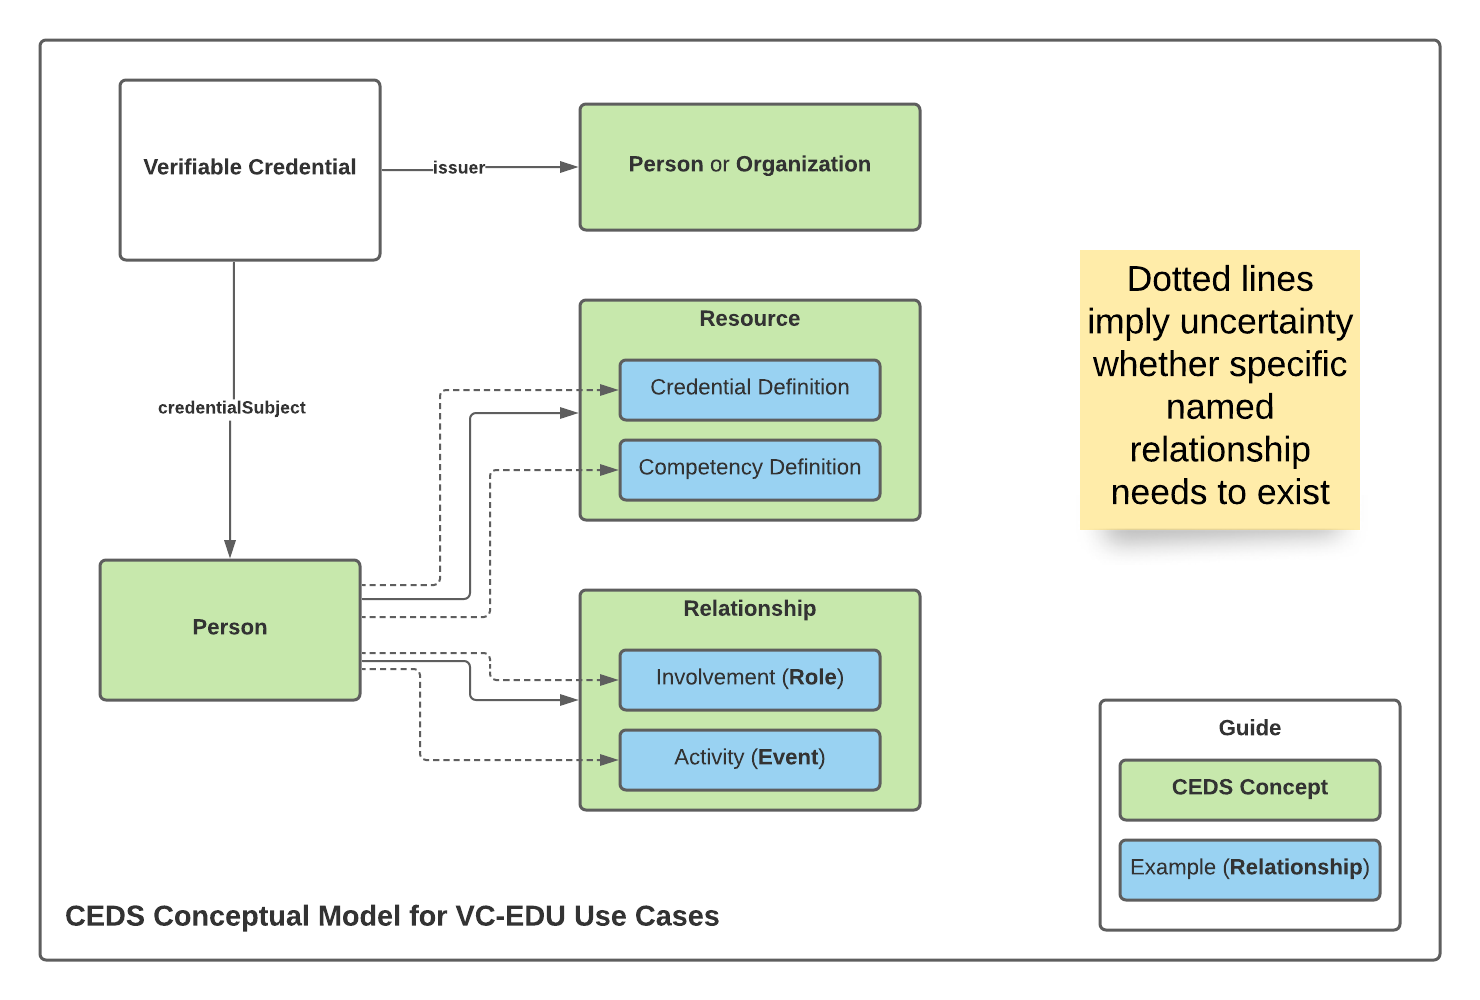 Verifiable Credential
issuer
Person or Organization
Dotted lines
imply uncertainty
whether specific
named
relationship
needs to exist
Resource
Credential Definition
Competency Definition
credentialSubject
Person
Relationship
Involvement (Role)
Activity (Event)
Guide
CEDS Concept
Example (Relationship)
CEDS Conceptual Model for VC-EDU Use Cases